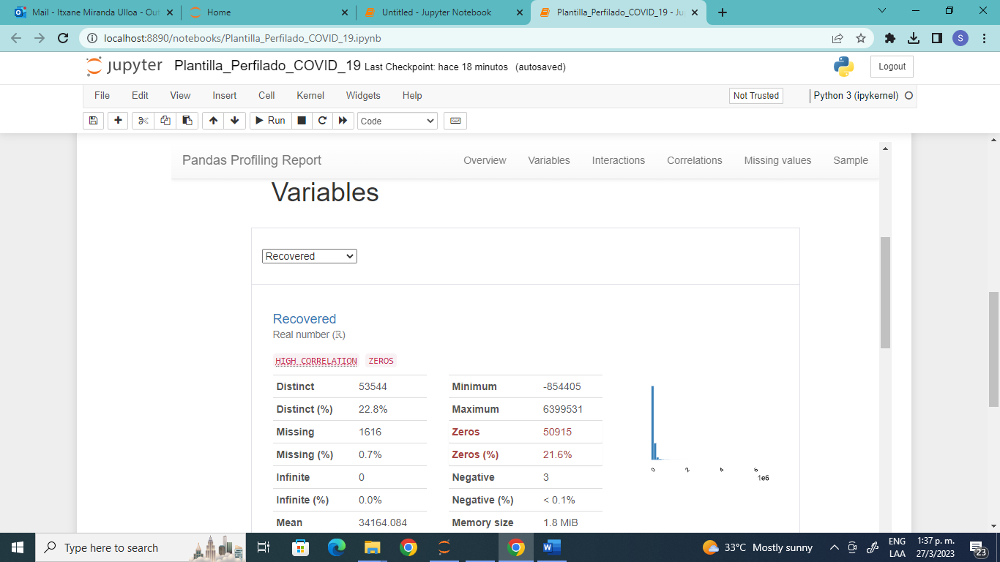 Mail - Itxane Miranda Ulloa - Out
Home
Untitled - Jupyter Notebook
Plantilla_Perfilado_COVID_19 - Ju
localhost:8890/notebooks/Plantilla_Perfilado_COVID_19.ipynb
S
jupyter Plantilla_Perfilado_COVID_19 Last Checkpoint: hace 18 minutos (autosaved)
Logout
File Edit View Insert Cell Kernel Widgets Help
Not Trusted
Python 3 (ipykernel)
Run
Code
Pandas Profiling Report
Overview Variables Interactions Correlations Missing values Sample
Variables
Recovered
Recovered
Real number (ℝ)
HIGH CORRELATION ZEROS
Distinct 53544
Distinct (%) 22.8%
Missing 1616
Missing (%) 0.7%
Infinite 0
Infinite (%) 0.0%
Mean 34164.084
Minimum -854405
Maximum 6399531
Zeros 50915
Zeros (%) 21.6%
Negative 3
Negative (%) < 0.1%
Memory size 1.8 MiB
0 2 4 6
1e6
Type here to search
33°C Mostly sunny
ENG
LAA
1:37 p. m.
27/3/2023
23